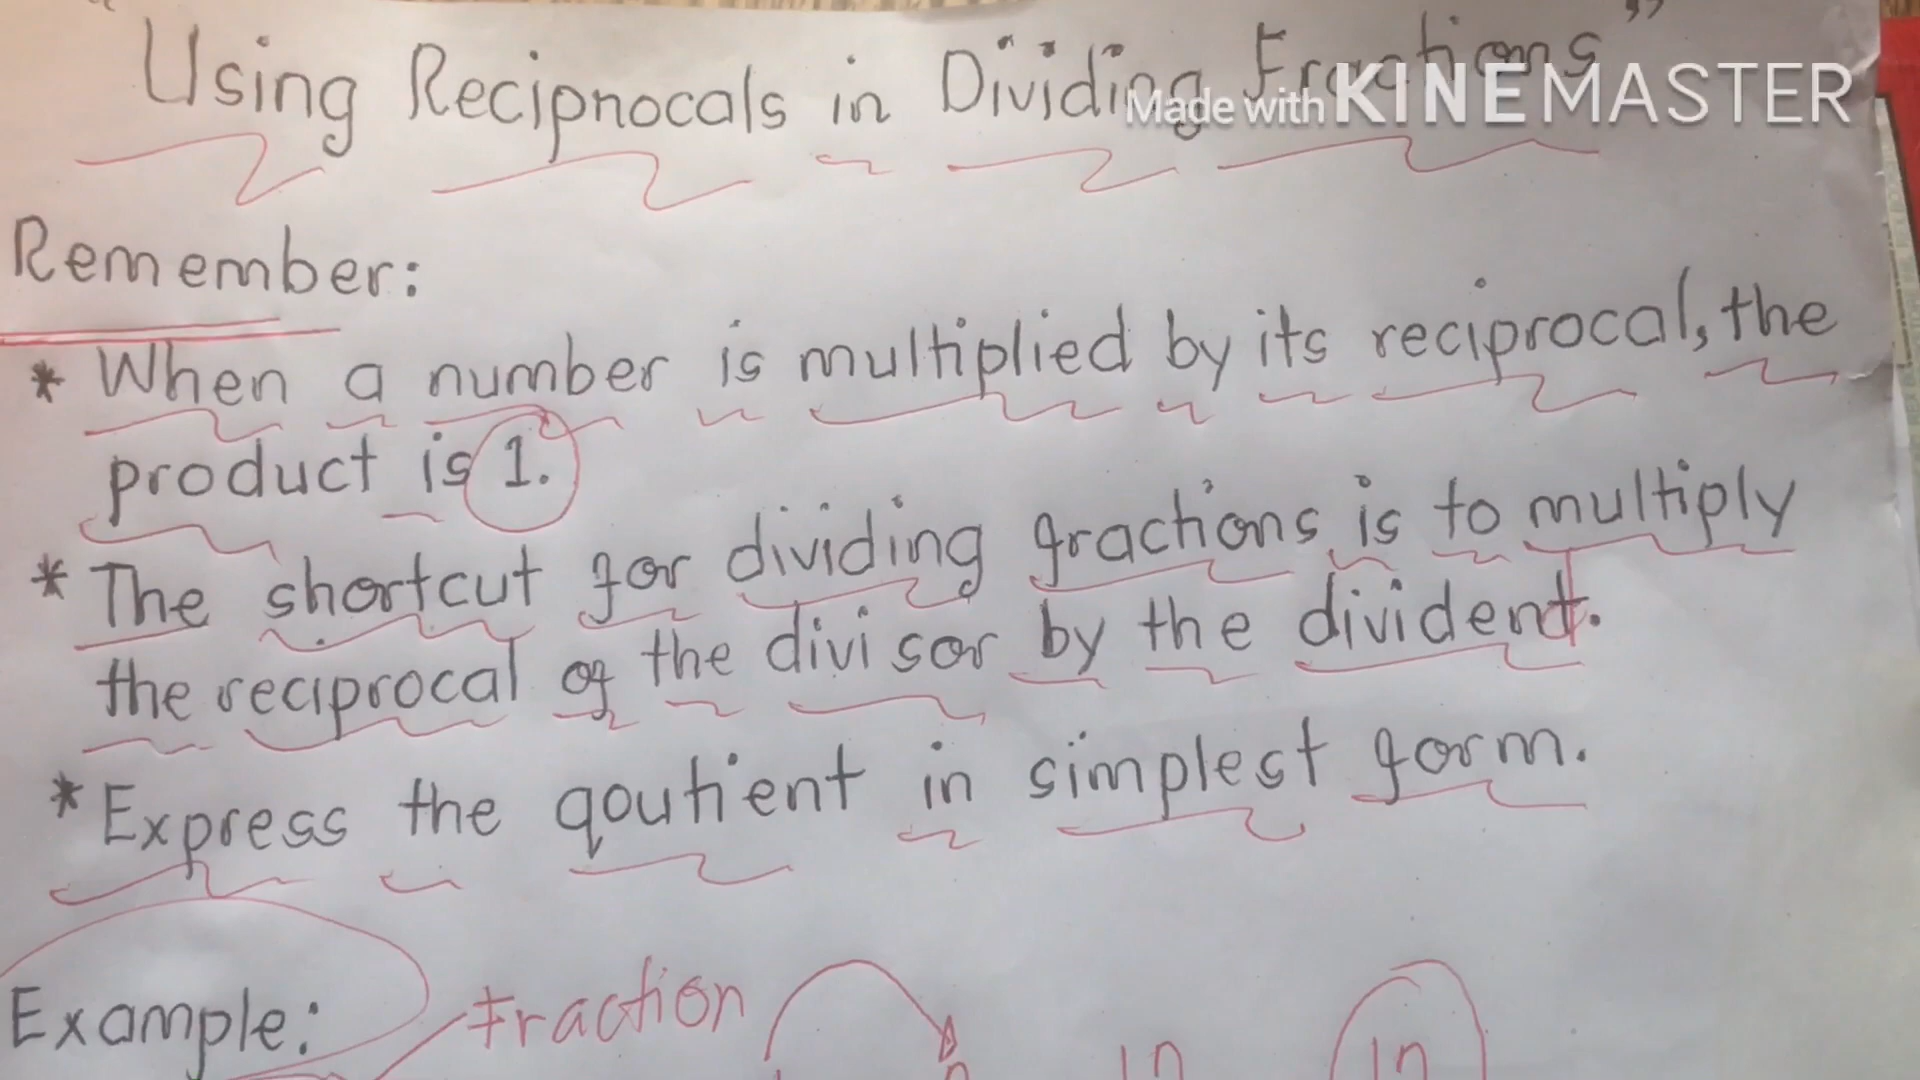 "Using Reciprocals in Dividing Fractions"
Made with KINEMASTER
Remember:
* When a number is multiplied by its reciprocal, the
product is 1.
* The shortcut for dividing fractions is to multiply
the reciprocal of the divisor by the divident.
* Express the qoutient in simplest form.
Example: Fraction